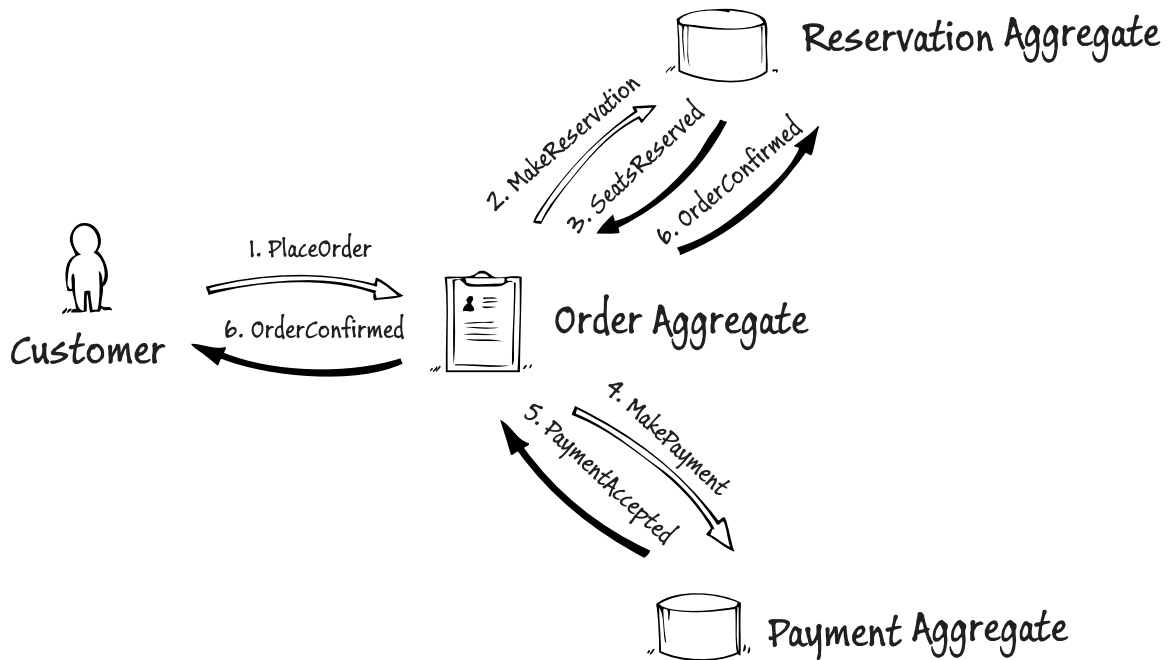 Reservation Aggregate
2. MakeReservation
3. SeatsReserved
6. OrderConfirmed
1. PlaceOrder
6. OrderConfirmed
Customer
Order Aggregate
4. MakePayment
5. PaymentAccepted
Payment Aggregate